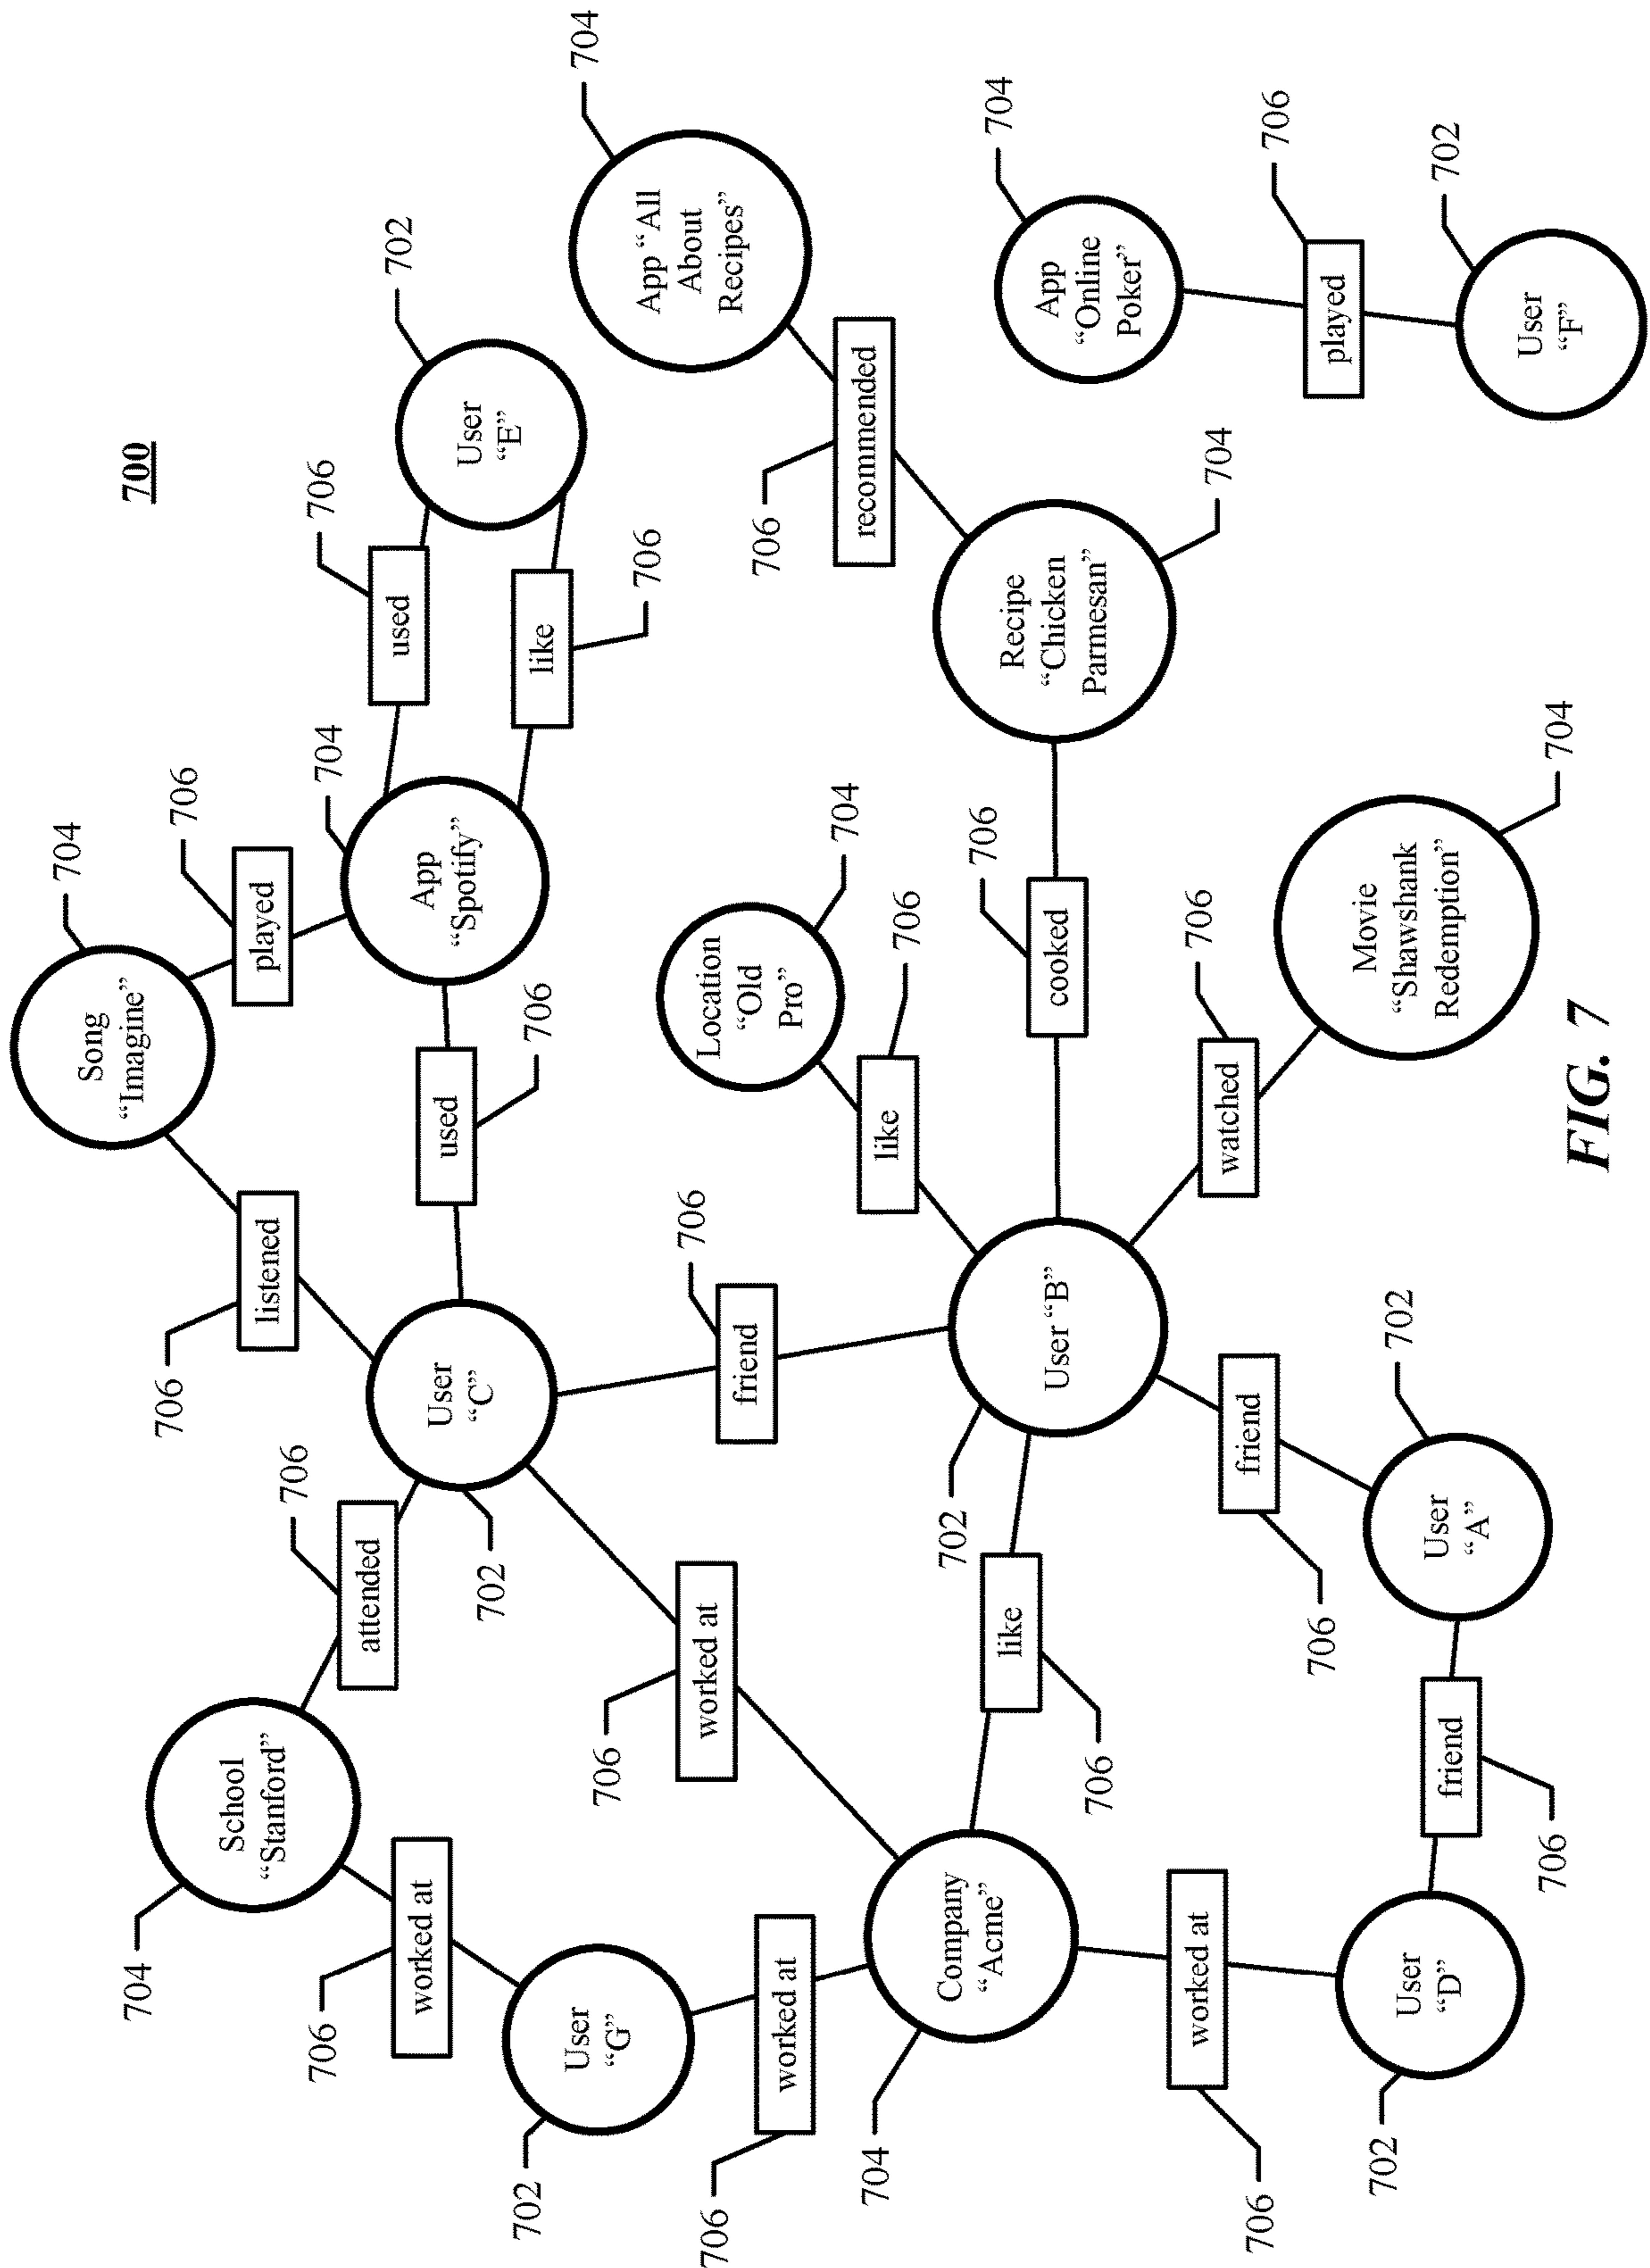 700
704
Song
“Imagine”
704
706
706
School
“Stanford”
listened
played
706
706
706
704
attended
702
used
worked at
App
“Spotify”
User
“C”
used
User
“E”
702
702
706
like
User
“G”
704
706
706
App “All
About
Recipes”
706
worked at
Location
“Old
Pro”
706
friend
706
worked at
704
recommended
704
like
706
Company
“Acme”
702
706
704
like
Recipe
“Chicken
Parmesan”
App
“Online
Poker”
User “B”
cooked
706
worked at
706
704
watched
friend
706
706
706
played
Movie
“Shawshank
Redemption”
702
702
User
“D”
User
“A”
702
friend
User
“F”
706
704
FIG. 7